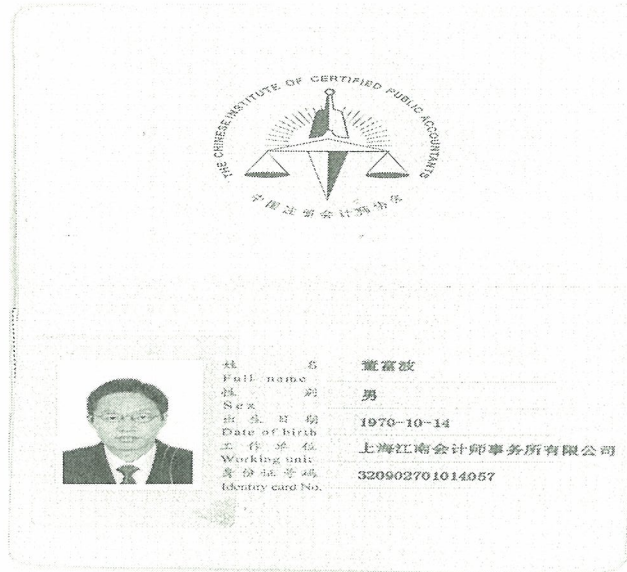 THE CHINESE INSTITUTE OF CERTIFIED PUBLIC ACCOUNTANTS
中国注册会计师协会
姓 名 董富波
Full name
性 别 男
Sex
出 生 日 期 1970-10-14
Date of birth
工 作 单 位 上海江南会计师事务所有限公司
Working unit
身 份 证 号 码 320902701014057
Identity card No.